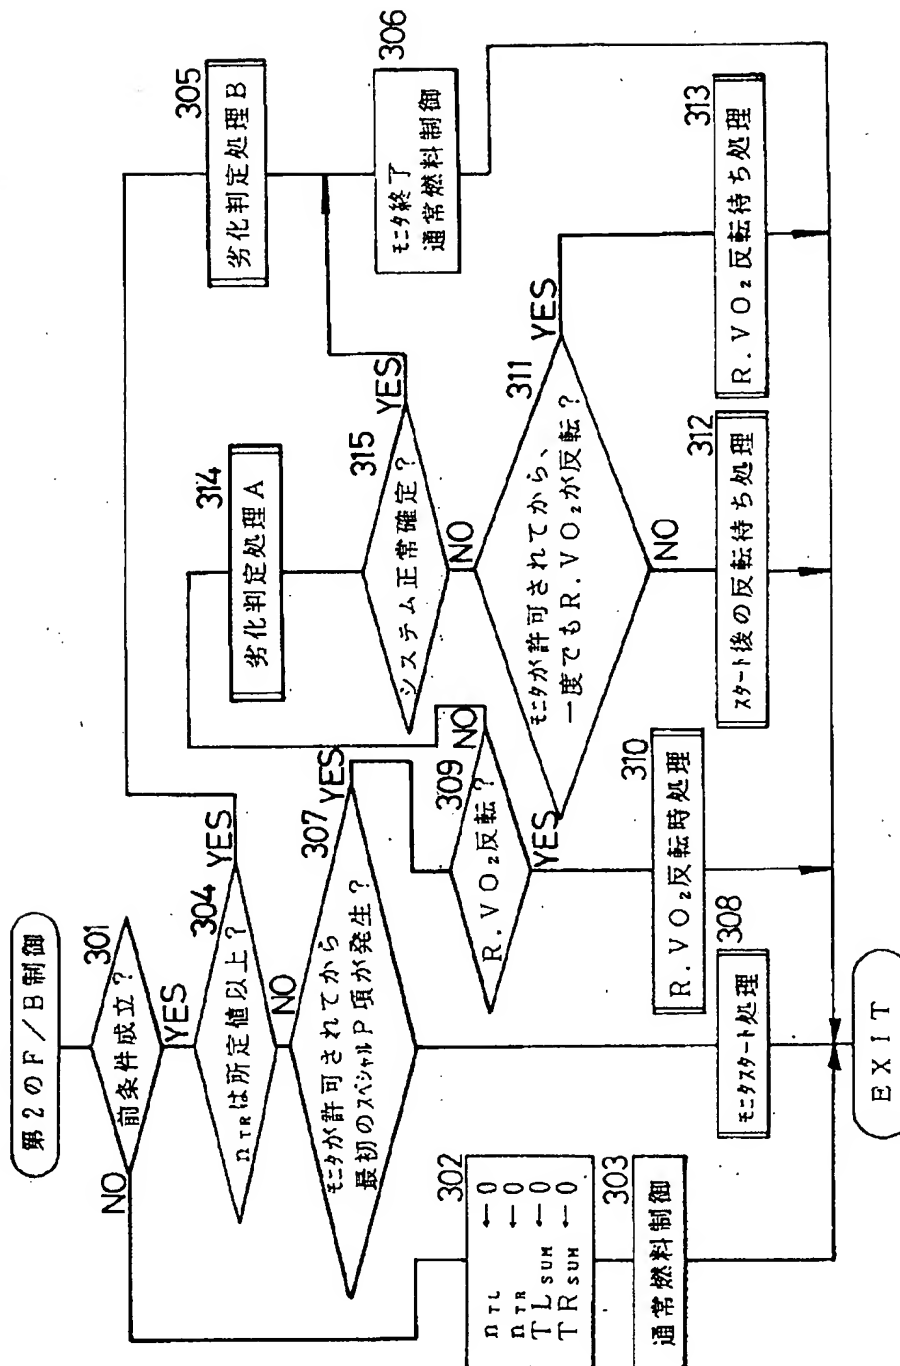 第2のF/B制御
301
前条件成立?
NO
YES
302
nTL ←0
nTR ←0
TLSUM ←0
TRSUM ←0
303
通常燃料制御
304
nTRは所定値以上?
YES
NO
305
劣化判定処理B
306
モニタ終了
通常燃料制御
307
モニタが許可されてから
最初のスペシャルP項が発生?
YES
308
モニタスタート処理
309
R.VO₂反転?
NO
YES
310
R.VO₂反転時処理
314
劣化判定処理A
315
システム正常確定?
YES
NO
311
モニタが許可されてから、
一度でもR.VO₂が反転?
YES
NO
312
スタート後の反転待ち処理
313
R.VO₂反転待ち処理
EXIT